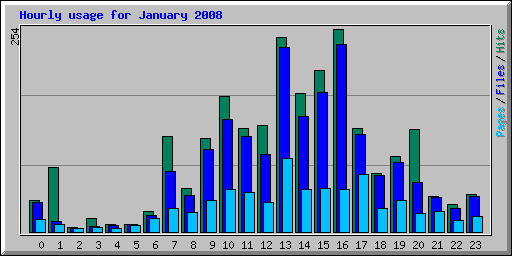 Hourly usage for January 2008
254
Pages / Files / Hits
0 1 2 3 4 5 6 7 8 9 10 11 12 13 14 15 16 17 18 19 20 21 22 23